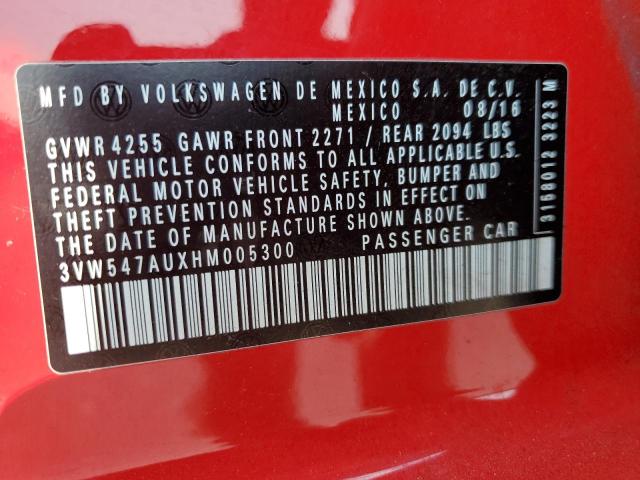 MFD BY VOLKSWAGEN DE MEXICO S.A. DE C.V.
MEXICO 08/16
GVWR 4255 GAWR FRONT 2271 / REAR 2094 LBS
THIS VEHICLE CONFORMS TO ALL APPLICABLE U.S.
FEDERAL MOTOR VEHICLE SAFETY, BUMPER AND
THEFT PREVENTION STANDARDS IN EFFECT ON
THE DATE OF MANUFACTURE SHOWN ABOVE.
3VW547AUXHM005300 PASSENGER CAR
3158012 3223 M